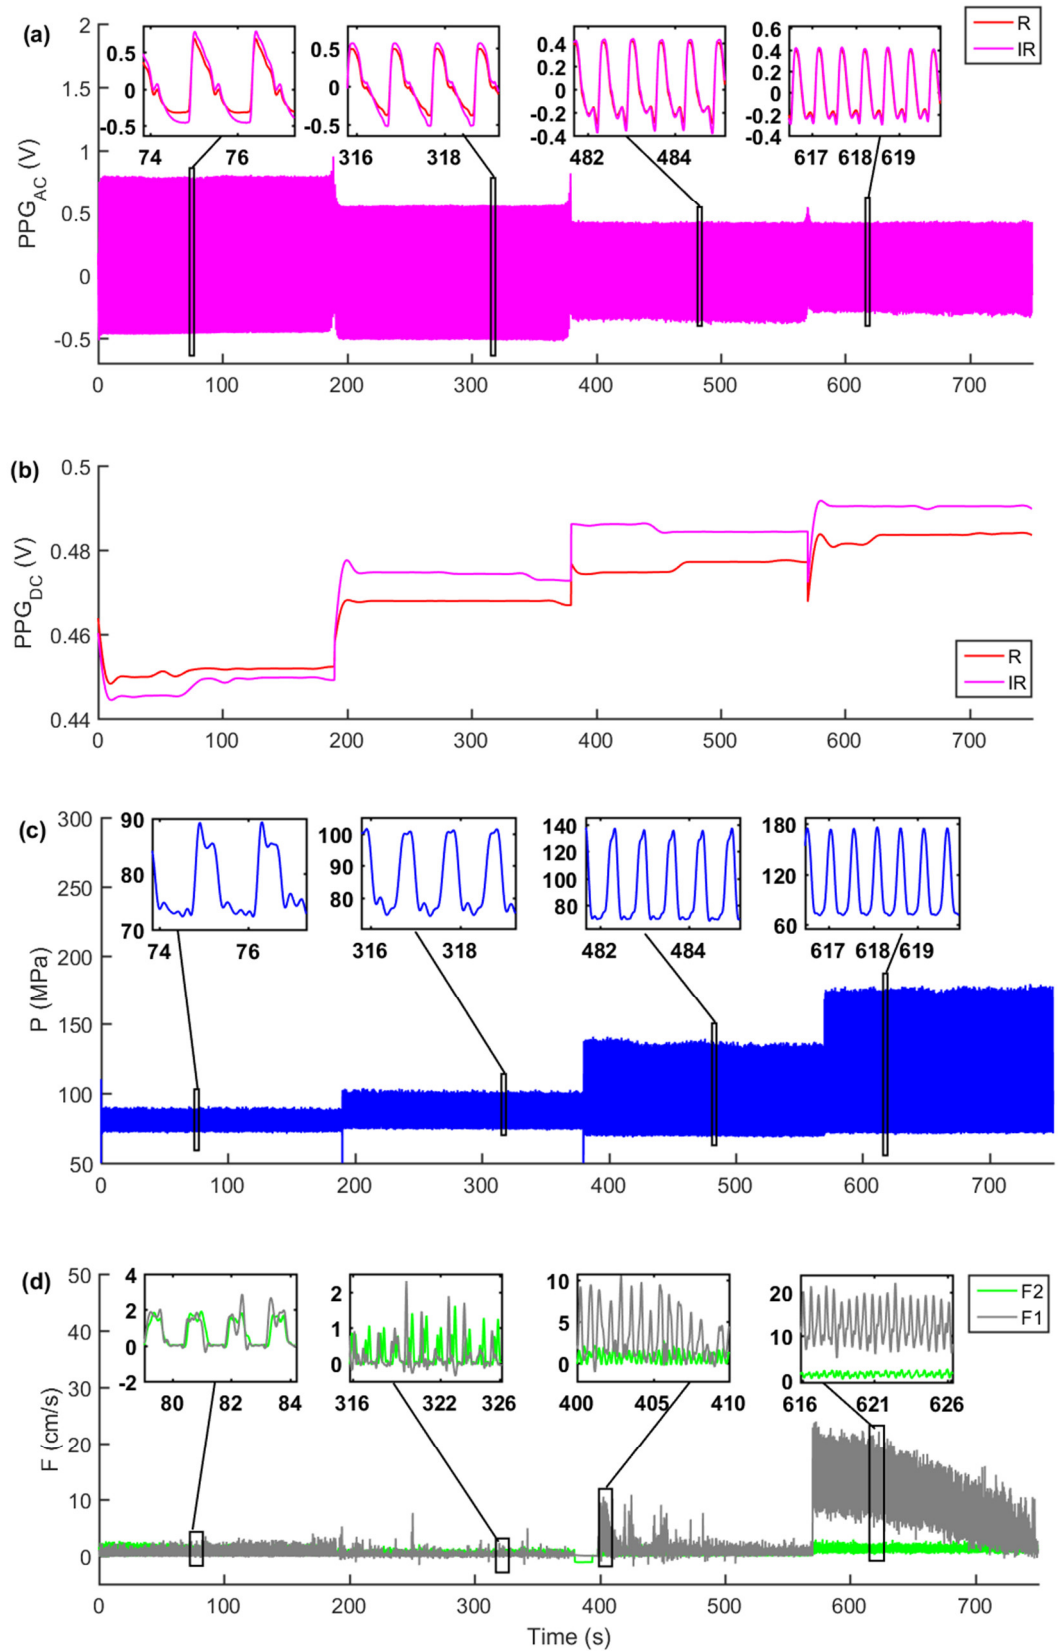 (a)
PPG_AC (V)
2
1.5
1
0.5
0
-0.5
0.5
0
-0.5
74 76
0.5
0
-0.5
316 318
0.4
0.2
0
-0.2
-0.4
482 484
0.6
0.4
0.2
0
-0.2
-0.4
617 618 619
R
IR
0 100 200 300 400 500 600 700
(b)
PPG_DC (V)
0.5
0.48
0.46
0.44
R
IR
0 100 200 300 400 500 600 700
(c)
P (MPa)
300
250
200
150
100
50
90
80
70
74 76
100
90
80
316 318
140
120
100
80
482 484
180
120
60
617 618 619
0 100 200 300 400 500 600 700
(d)
F (cm/s)
50
40
30
20
10
0
4
2
0
-2
80 82 84
2
1
0
316 322 326
10
5
0
400 405 410
20
10
0
616 621 626
F2
F1
0 100 200 300 400 500 600 700
Time (s)